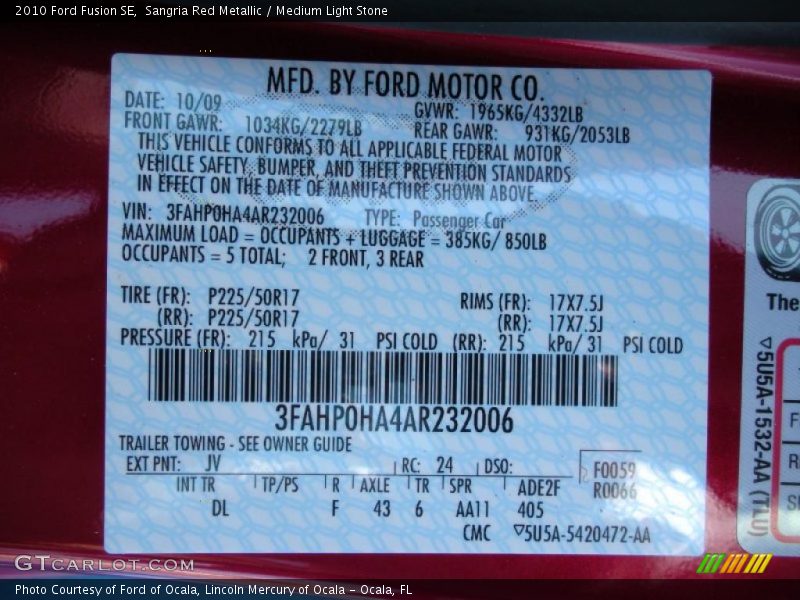 2010 Ford Fusion SE, Sangria Red Metallic / Medium Light Stone
MFD. BY FORD MOTOR CO.
DATE: 10/09 GVWR: 1965KG/4332LB
FRONT GAWR: 1034KG/2279LB REAR GAWR: 931KG/2053LB
THIS VEHICLE CONFORMS TO ALL APPLICABLE FEDERAL MOTOR
VEHICLE SAFETY, BUMPER, AND THEFT PREVENTION STANDARDS
IN EFFECT ON THE DATE OF MANUFACTURE SHOWN ABOVE.
VIN: 3FAHP0HA4AR232006 TYPE: Passenger Car
MAXIMUM LOAD = OCCUPANTS + LUGGAGE = 385KG/ 850LB
OCCUPANTS = 5 TOTAL; 2 FRONT, 3 REAR
TIRE (FR): P225/50R17 RIMS (FR): 17X7.5J
(RR): P225/50R17 (RR): 17X7.5J
PRESSURE (FR): 215 kPa/ 31 PSI COLD (RR): 215 kPa/ 31 PSI COLD
3FAHP0HA4AR232006
TRAILER TOWING - SEE OWNER GUIDE
EXT PNT: JV RC: 24 DSO: F0059
INT TR TP/PS R AXLE TR SPR ADE2F R0066
DL F 43 6 AA11 405
CMC ▽5U5A-5420472-AA
The
▽5U5A-1532-AA (TLU)
F
R
GTCARLOT.COM
Photo Courtesy of Ford of Ocala, Lincoln Mercury of Ocala - Ocala, FL